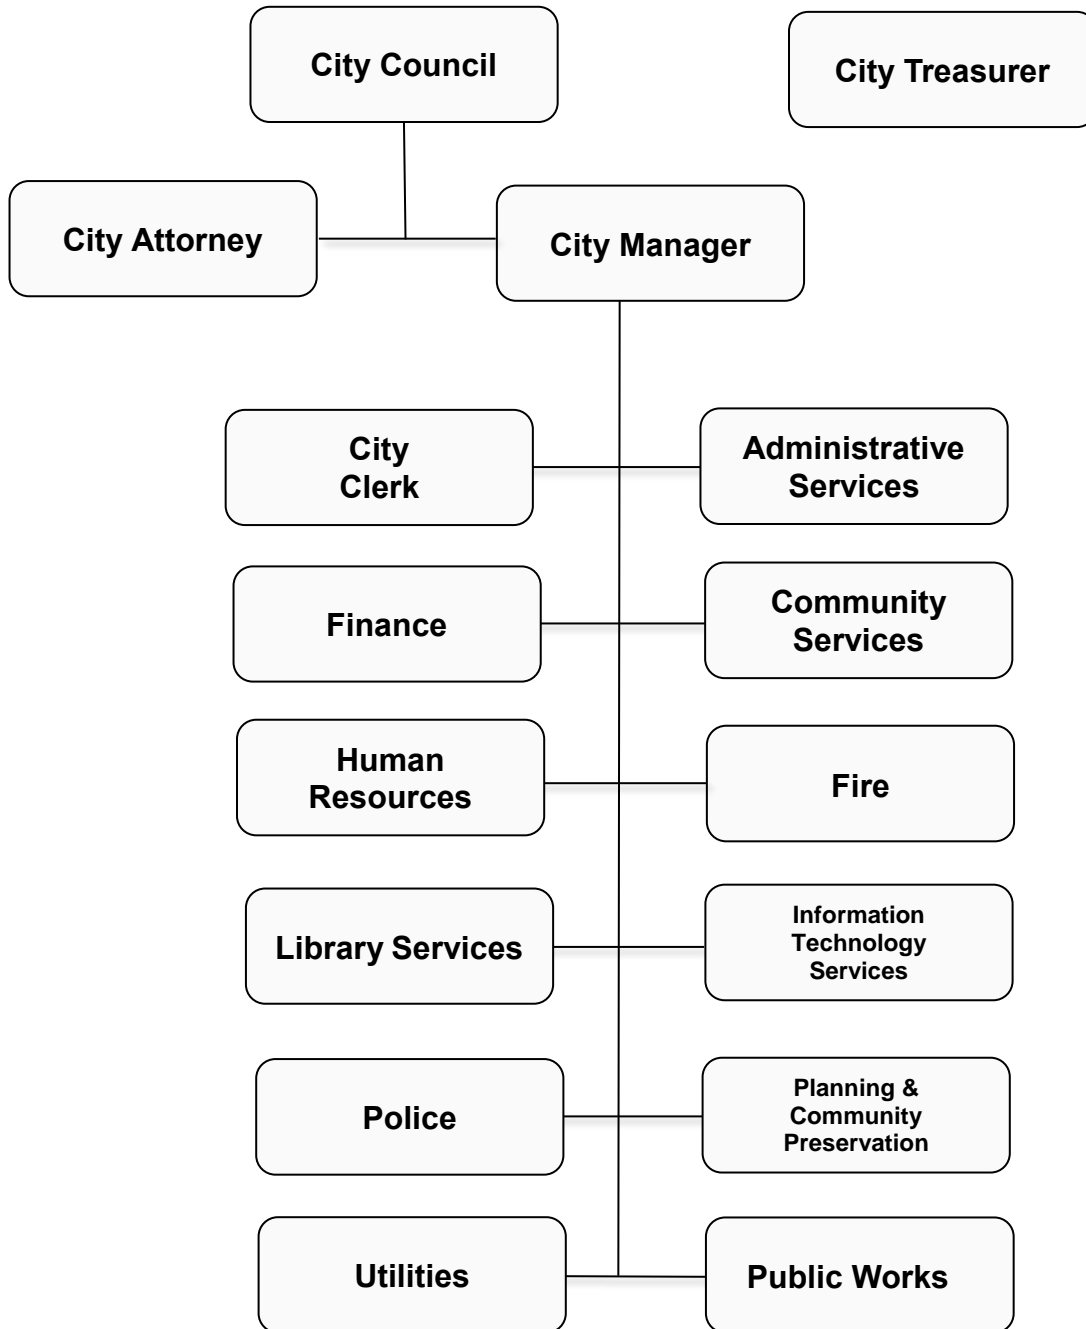 City Council
City Treasurer
City Attorney
City Manager
City
Clerk
Administrative
Services
Finance
Community
Services
Human
Resources
Fire
Library Services
Information
Technology
Services
Police
Planning &
Community
Preservation
Utilities
Public Works